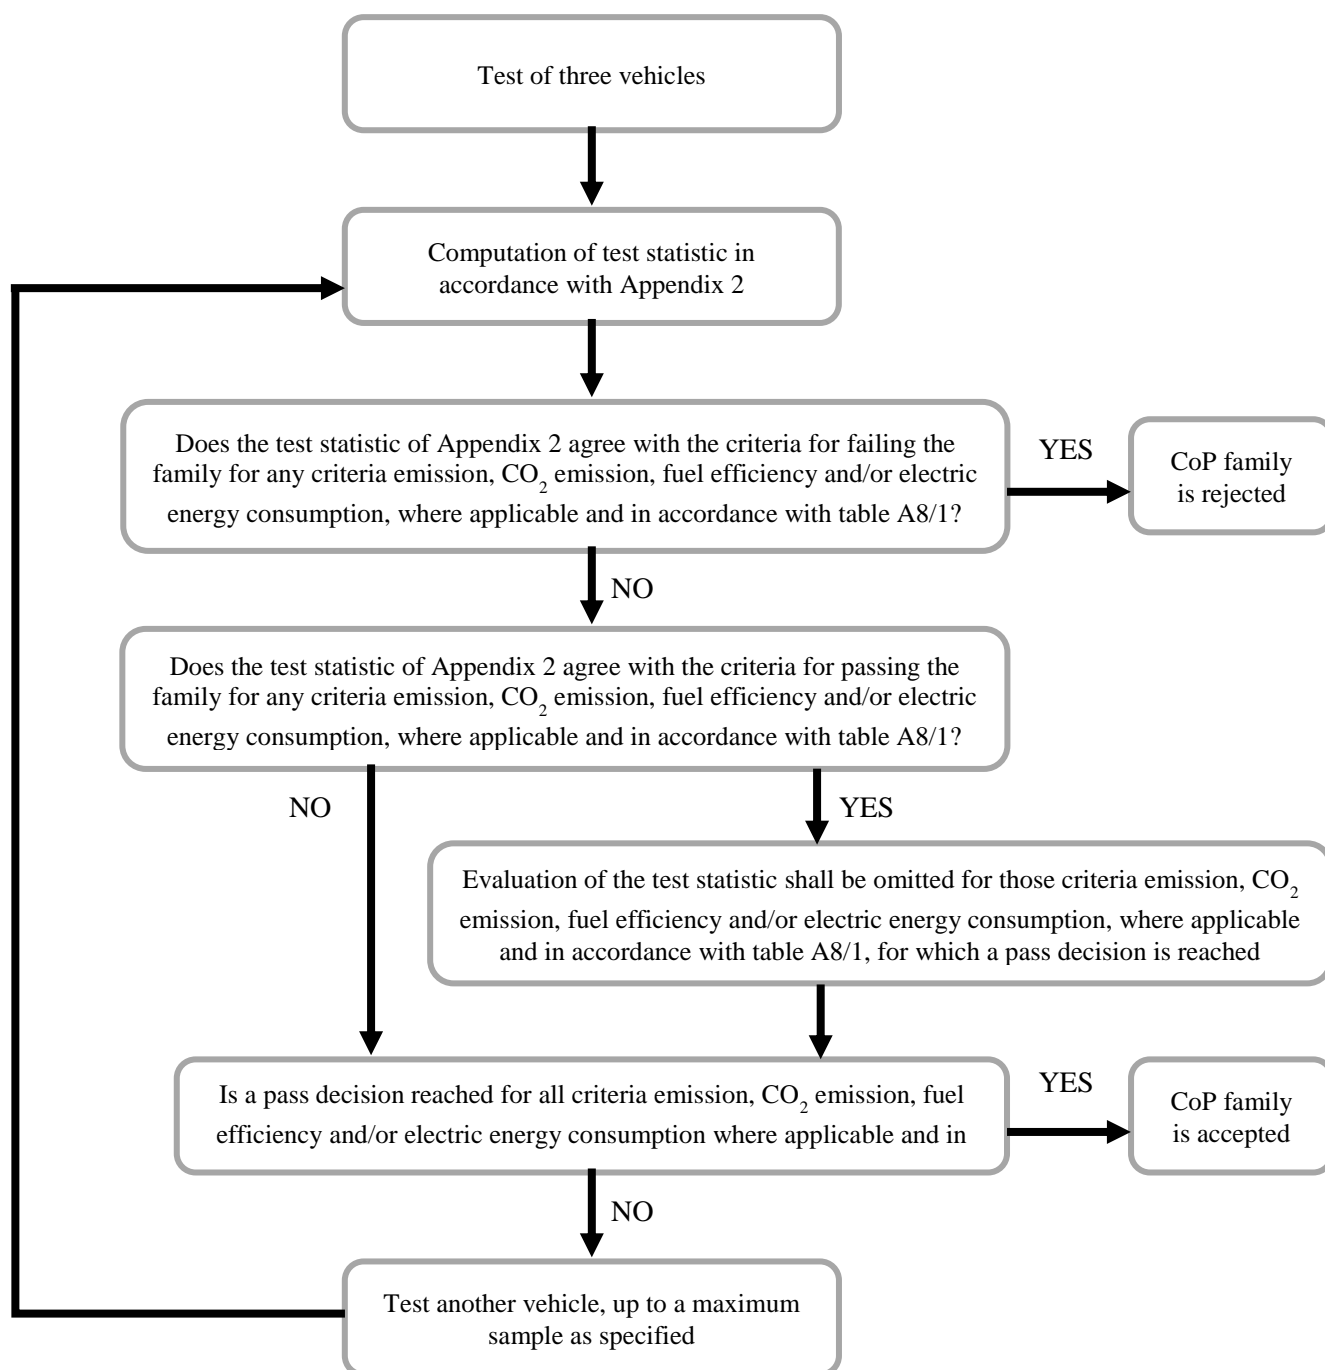 Test of three vehicles
Computation of test statistic in
accordance with Appendix 2
Does the test statistic of Appendix 2 agree with the criteria for failing the
family for any criteria emission, CO2 emission, fuel efficiency and/or electric
energy consumption, where applicable and in accordance with table A8/1?
YES
CoP family
is rejected
NO
Does the test statistic of Appendix 2 agree with the criteria for passing the
family for any criteria emission, CO2 emission, fuel efficiency and/or electric
energy consumption, where applicable and in accordance with table A8/1?
NO
YES
Evaluation of the test statistic shall be omitted for those criteria emission, CO2
emission, fuel efficiency and/or electric energy consumption, where applicable
and in accordance with table A8/1, for which a pass decision is reached
Is a pass decision reached for all criteria emission, CO2 emission, fuel
efficiency and/or electric energy consumption where applicable and in
YES
CoP family
is accepted
NO
Test another vehicle, up to a maximum
sample as specified